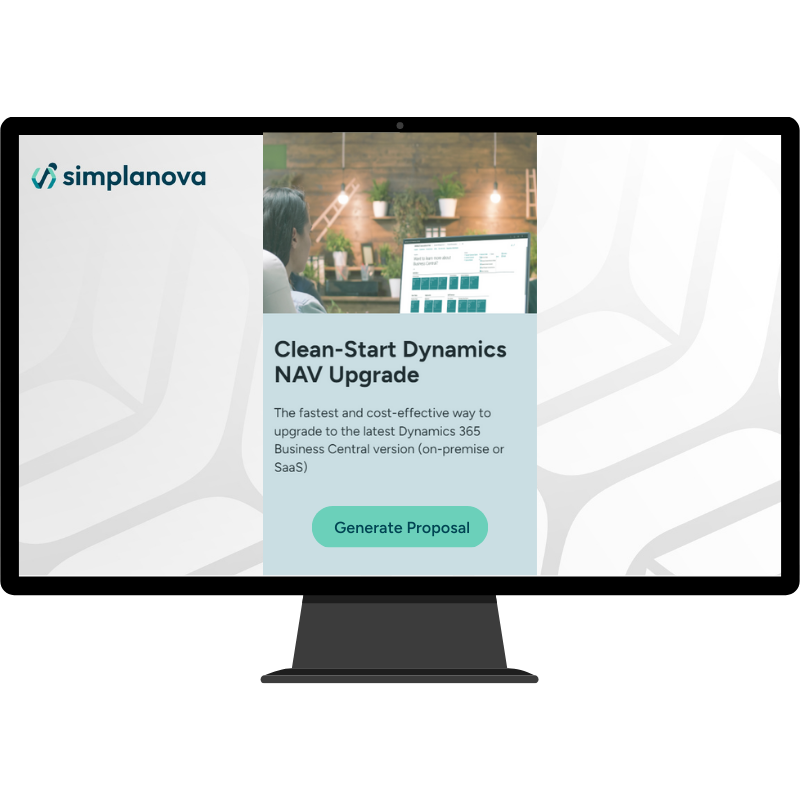 simplanova
Clean-Start Dynamics
NAV Upgrade
The fastest and cost-effective way to
upgrade to the latest Dynamics 365
Business Central version (on-premise or
SaaS)
Generate Proposal